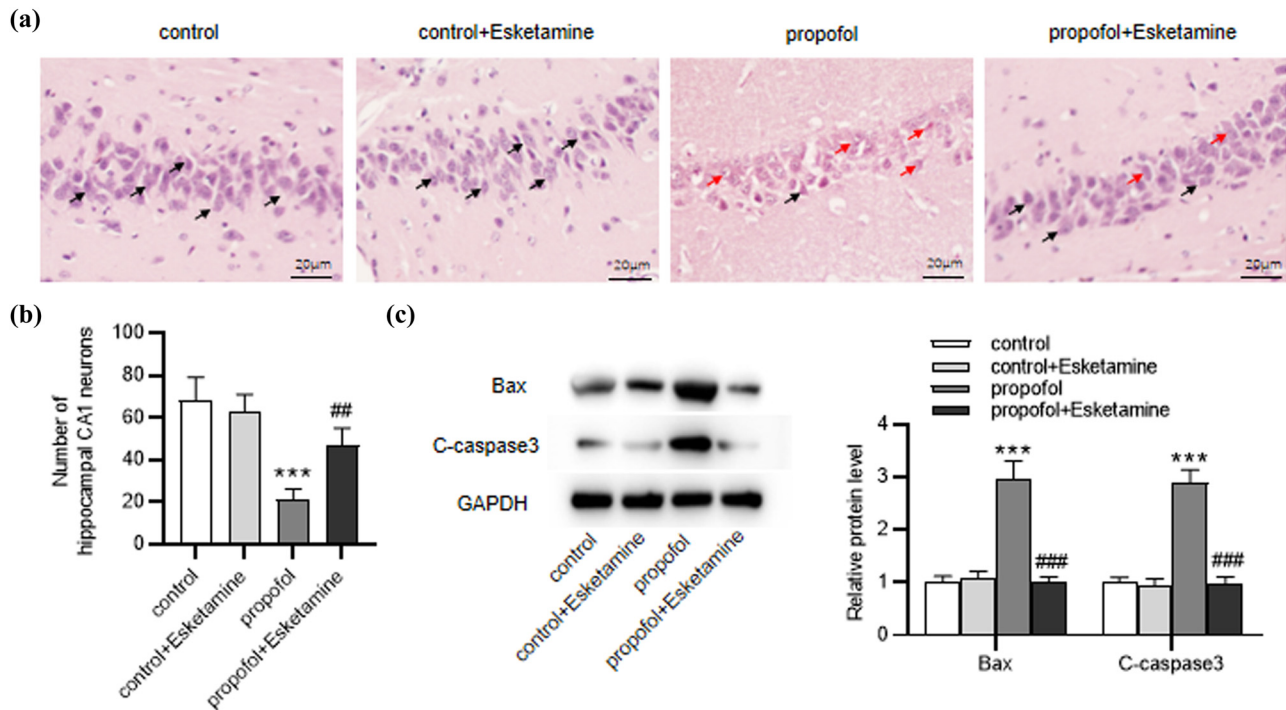 (a)
control
control+Esketamine
propofol
propofol+Esketamine
20μm
20μm
20μm
20μm
(b)
Number of
hippocampal CA1 neurons
100
80
60
40
20
0
***
##
control
control+Esketamine
propofol
propofol+Esketamine
(c)
Bax
C-caspase3
GAPDH
control
control+Esketamine
propofol
propofol+Esketamine
control
control+Esketamine
propofol
propofol+Esketamine
Relative protein level
4
3
2
1
0
***
###
***
###
Bax
C-caspase3